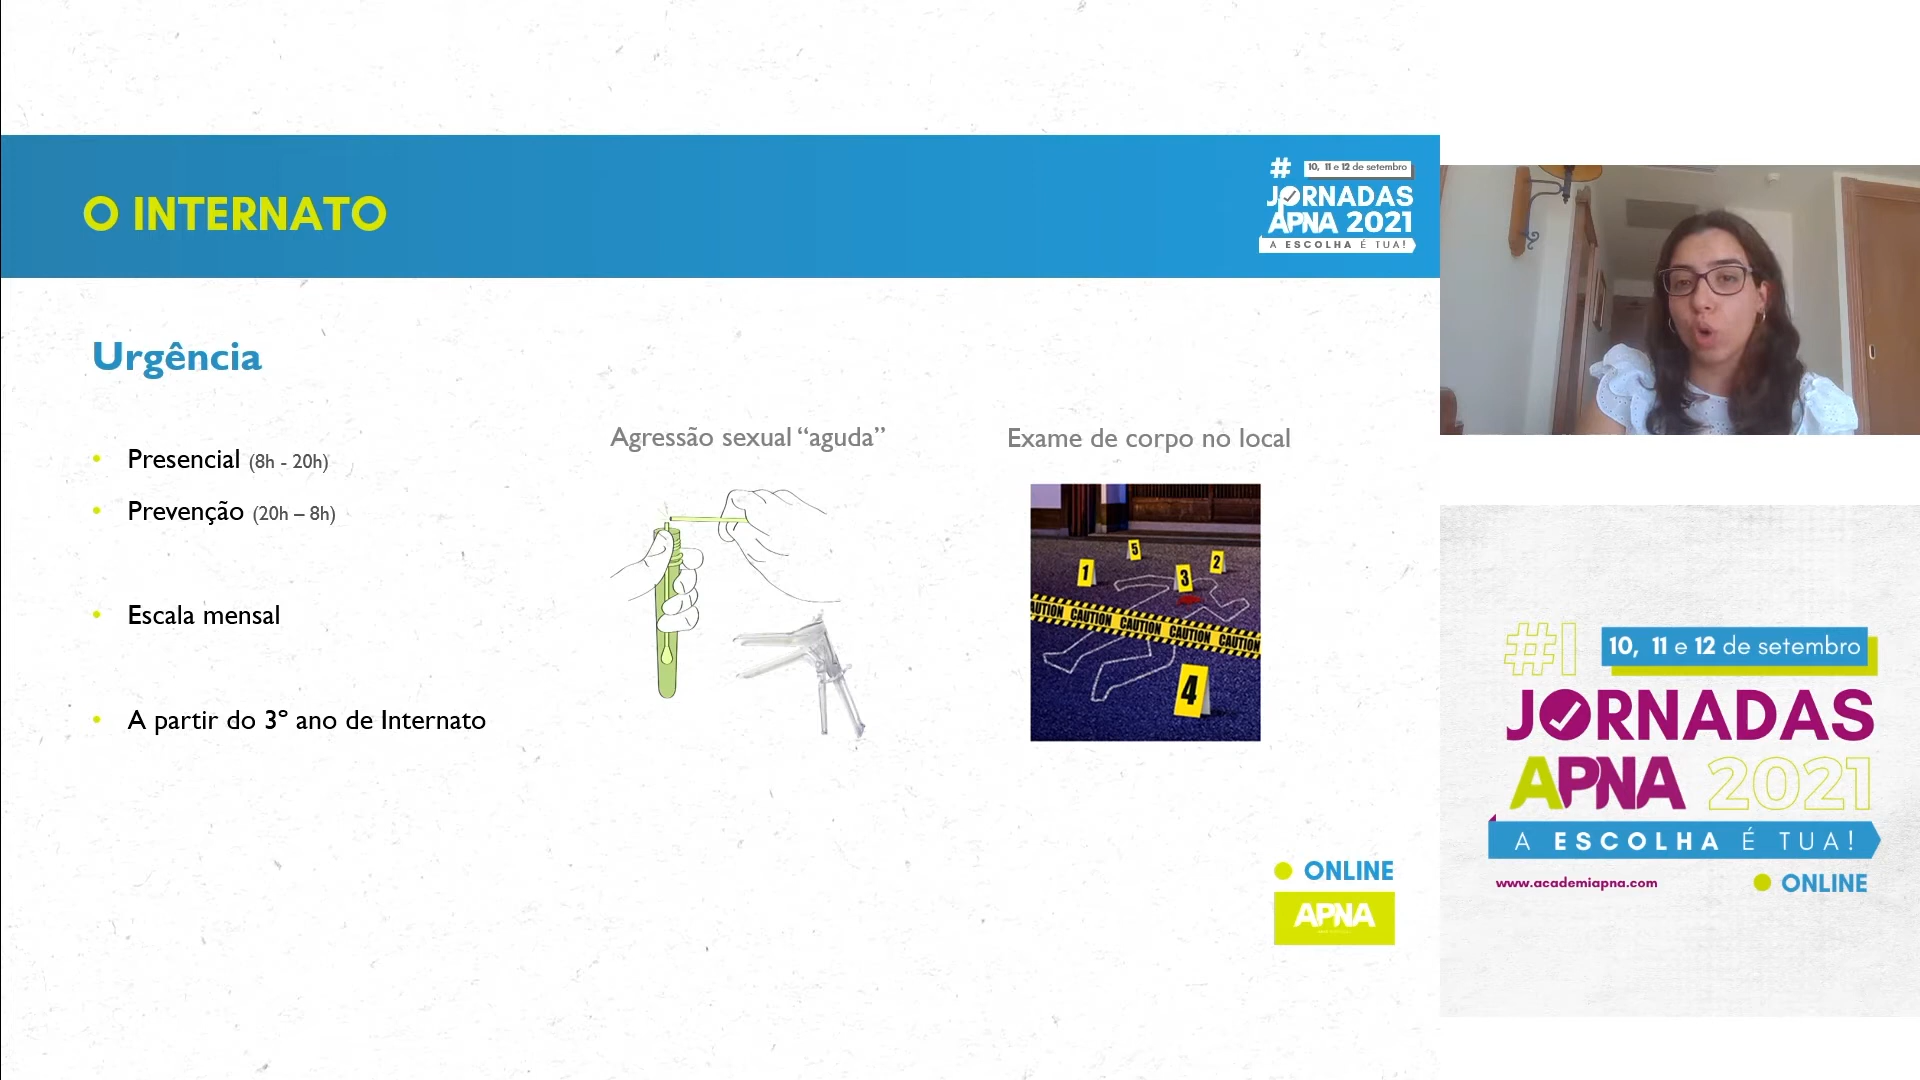 O INTERNATO
# 10, 11 e 12 de setembro
JORNADAS
APNA 2021
A ESCOLHA É TUA!
Urgência
• Presencial (8h - 20h)
• Prevenção (20h – 8h)
• Escala mensal
• A partir do 3º ano de Internato
Agressão sexual “aguda”
Exame de corpo no local
1
5
2
3
AUTION CAUTION CAUTION CAUTION CAUTION
4
ONLINE
APNA
#1 10, 11 e 12 de setembro
JORNADAS
APNA 2021
A ESCOLHA É TUA!
www.academiapna.com
ONLINE